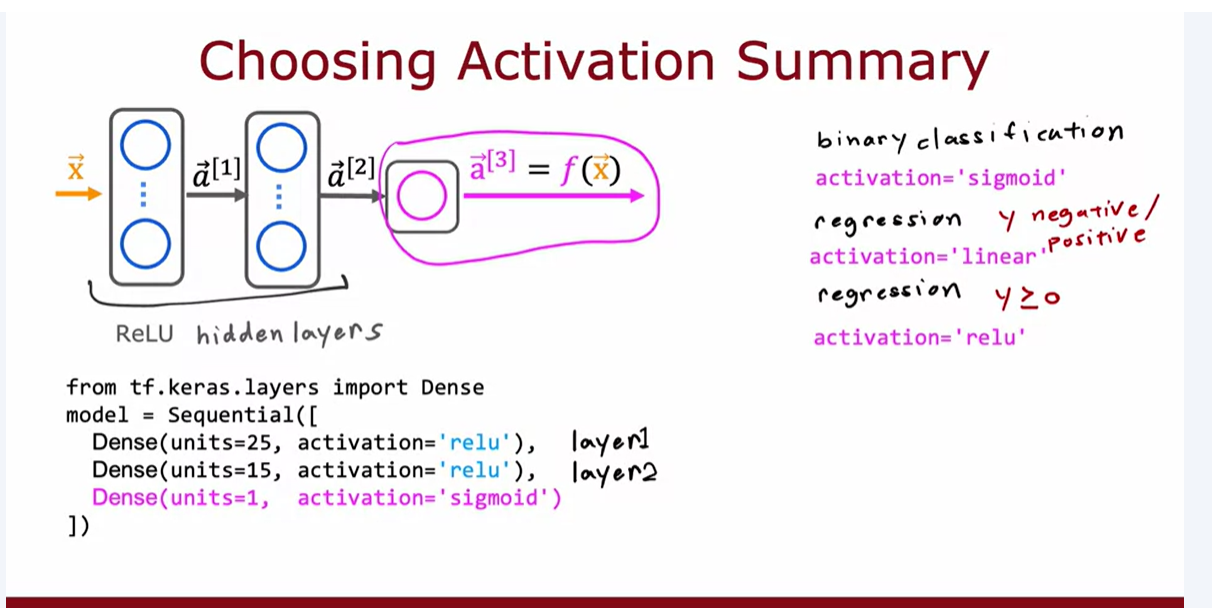 Choosing Activation Summary
x⃗
a⃗[1]
a⃗[2]
a⃗[3] = f(x⃗)
ReLU hidden layers
binary classification
activation='sigmoid'
regression y negative/
positive
activation='linear'
regression y ≥ 0
activation='relu'
from tf.keras.layers import Dense
model = Sequential([
Dense(units=25, activation='relu'), layer1
Dense(units=15, activation='relu'), layer2
Dense(units=1, activation='sigmoid')
])